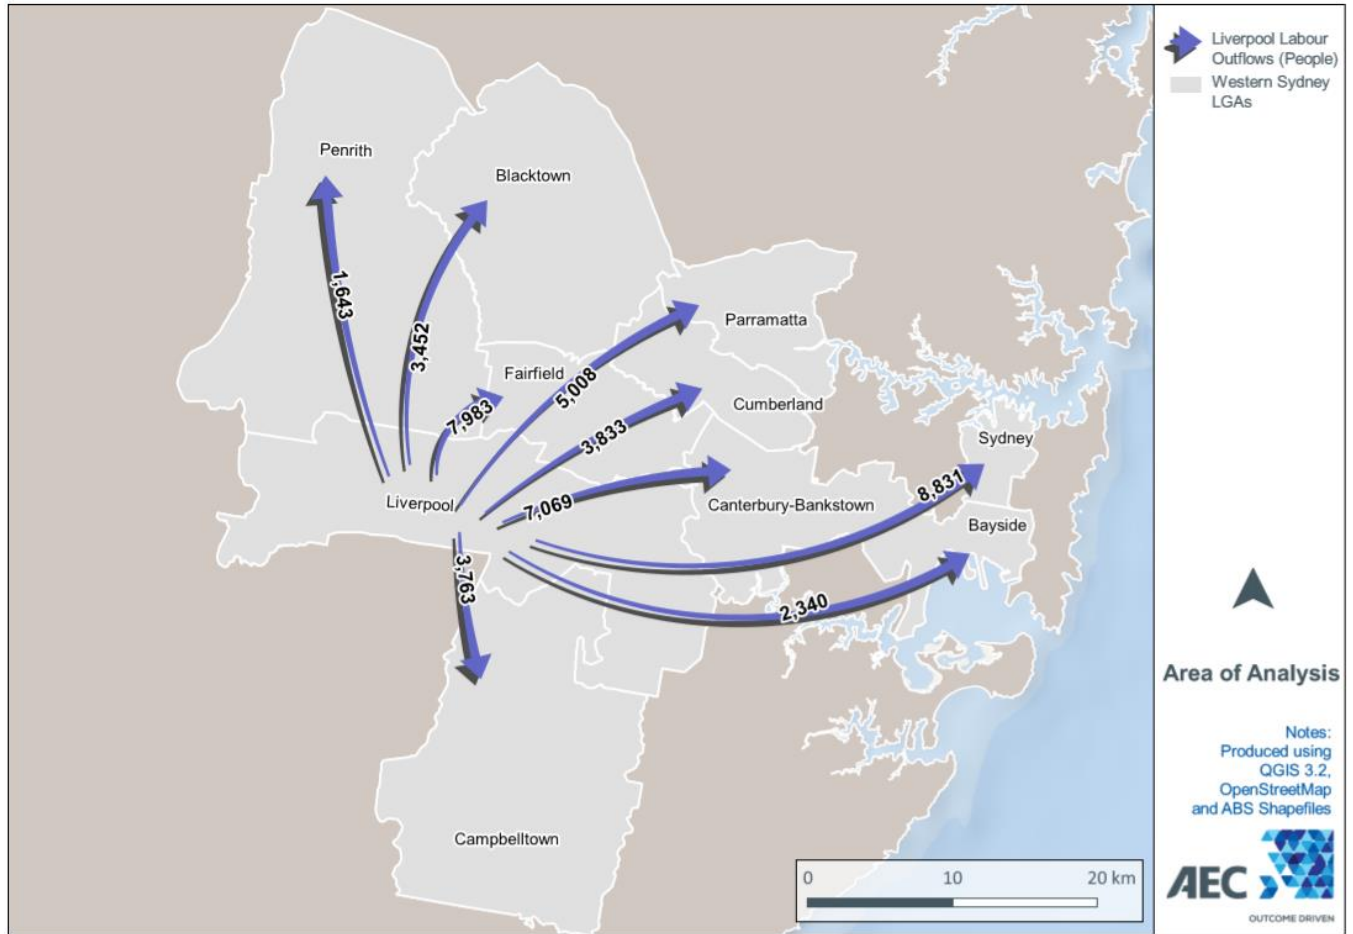 Liverpool Labour
Outflows (People)
Western Sydney
LGAs
Penrith
Blacktown
1,643
Parramatta
3,452
Fairfield
5,008
7,983
Cumberland
3,833
Sydney
Liverpool
7,069
Canterbury-Bankstown
8,831
Bayside
3,763
2,340
Campbelltown
0 10 20 km
Area of Analysis
Notes:
Produced using
QGIS 3.2,
OpenStreetMap
and ABS Shapefiles
AEC
OUTCOME DRIVEN